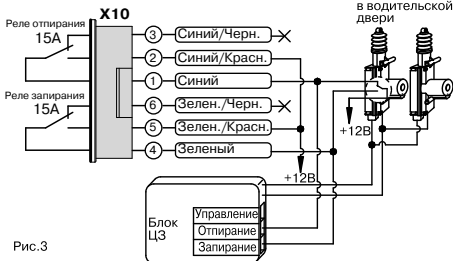 в водительской
двери
X10
Реле отпирания
15А
3 Синий/Черн.
2 Синий/Красн.
1 Синий
Реле запирания
15А
6 Зелен./Черн.
5 Зелен./Красн.
4 Зеленый
+12В
+12В
Блок
ЦЗ
Управление
Отпирание
Запирание
Рис.3